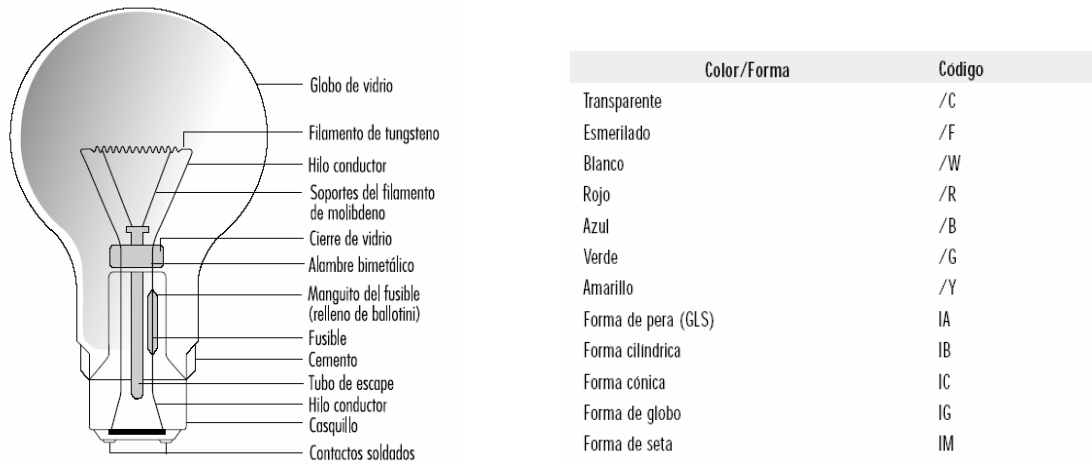 Globo de vidrio
Filamento de tungsteno
Hilo conductor
Soportes del filamento
de molibdeno
Cierre de vidrio
Alambre bimetálico
Manguito del fusible
(relleno de ballotini)
Fusible
Cemento
Tubo de escape
Hilo conductor
Casquillo
Contactos soldados
Color/Forma Código
Transparente /C
Esmerilado /F
Blanco /W
Rojo /R
Azul /B
Verde /G
Amarillo /Y
Forma de pera (GLS) IA
Forma cilíndrica IB
Forma cónica IC
Forma de globo IG
Forma de seta IM